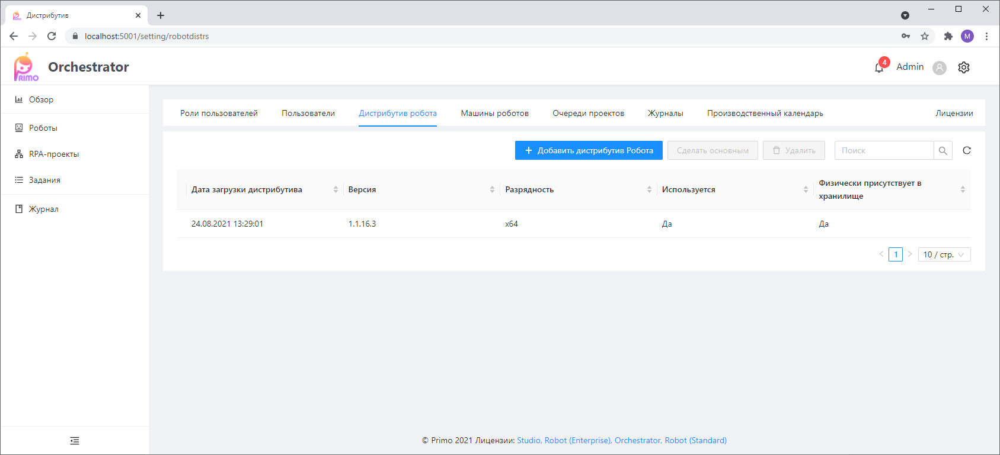 Дистрибутив
localhost:5001/setting/robotdistrs
M
PRIMO
Orchestrator
4
Admin
Обзор
Роботы
RPA-проекты
Задания
Журнал
Роли пользователей Пользователи Дистрибутив робота Машины роботов Очереди проектов Журналы Производственный календарь Лицензии
Добавить дистрибутив Робота Сделать основным Удалить Поиск
Дата загрузки дистрибутива Версия Разрядность Используется Физически присутствует в
хранилище
24.08.2021 13:29:01 1.1.16.3 x64 Да Да
1 10 / стр.
© Primo 2021 Лицензии: Studio, Robot (Enterprise), Orchestrator, Robot (Standard)